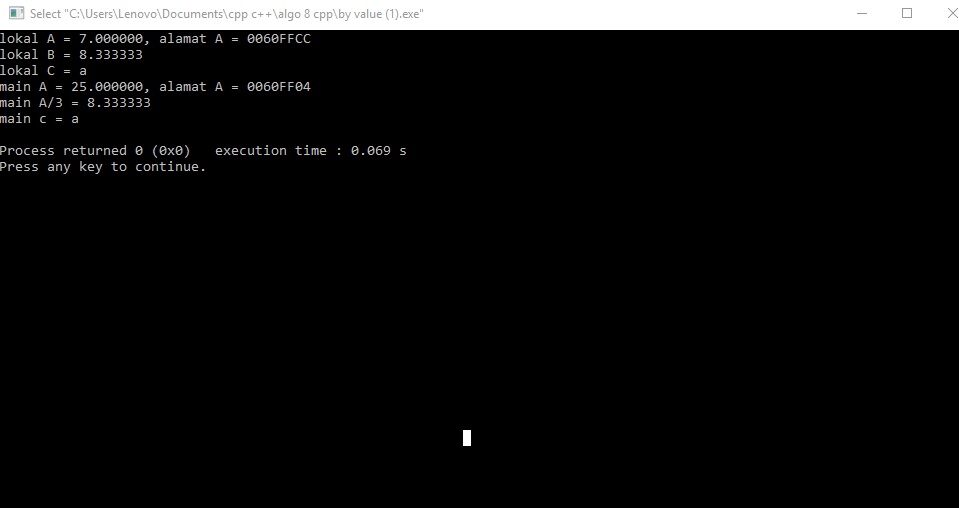 Select "C:\Users\Lenovo\Documents\cpp c++\algo 8 cpp\by value (1).exe"
lokal A = 7.000000, alamat A = 0060FFCC
lokal B = 8.333333
lokal C = a
main A = 25.000000, alamat A = 0060FF04
main A/3 = 8.333333
main c = a
Process returned 0 (0x0)   execution time : 0.069 s
Press any key to continue.